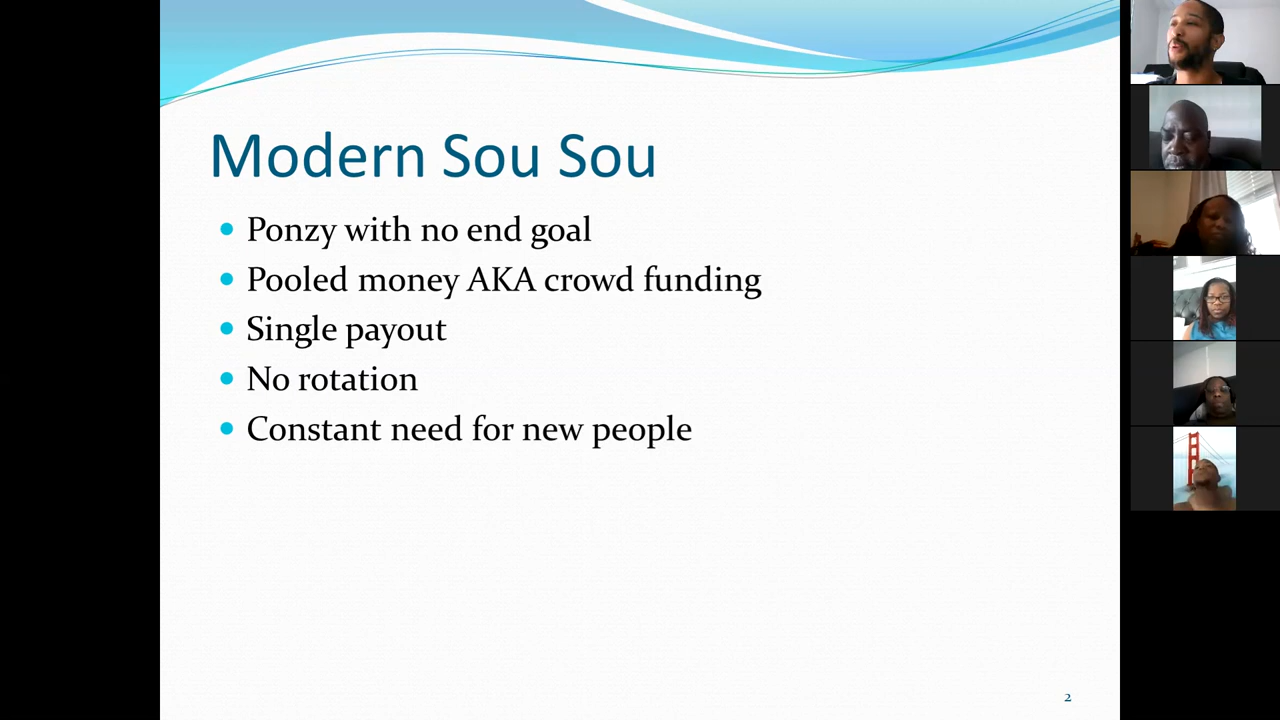 Modern Sou Sou
Ponzy with no end goal
Pooled money AKA crowd funding
Single payout
No rotation
Constant need for new people
2